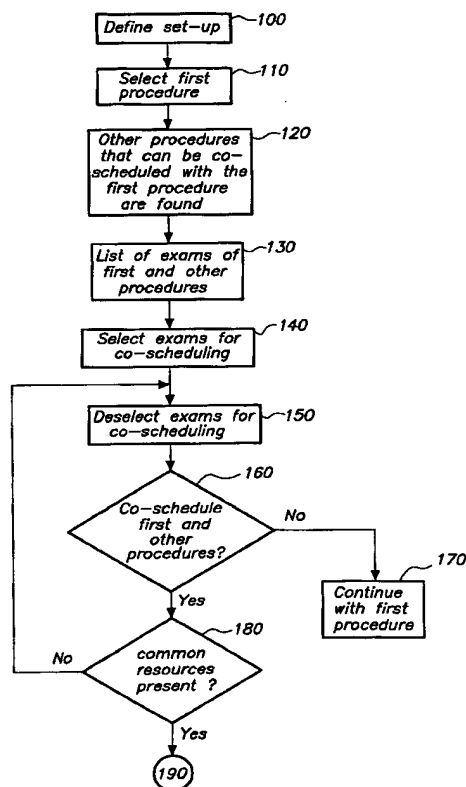 Define set-up
100
Select first
procedure
110
Other procedures
that can be co-
scheduled with the
first procedure
are found
120
List of exams of
first and other
procedures
130
Select exams for
co-scheduling
140
Deselect exams for
co-scheduling
150
160
Co-schedule
first and
other
procedures?
No
170
Continue
with first
procedure
Yes
180
common
resources
present ?
No
Yes
190